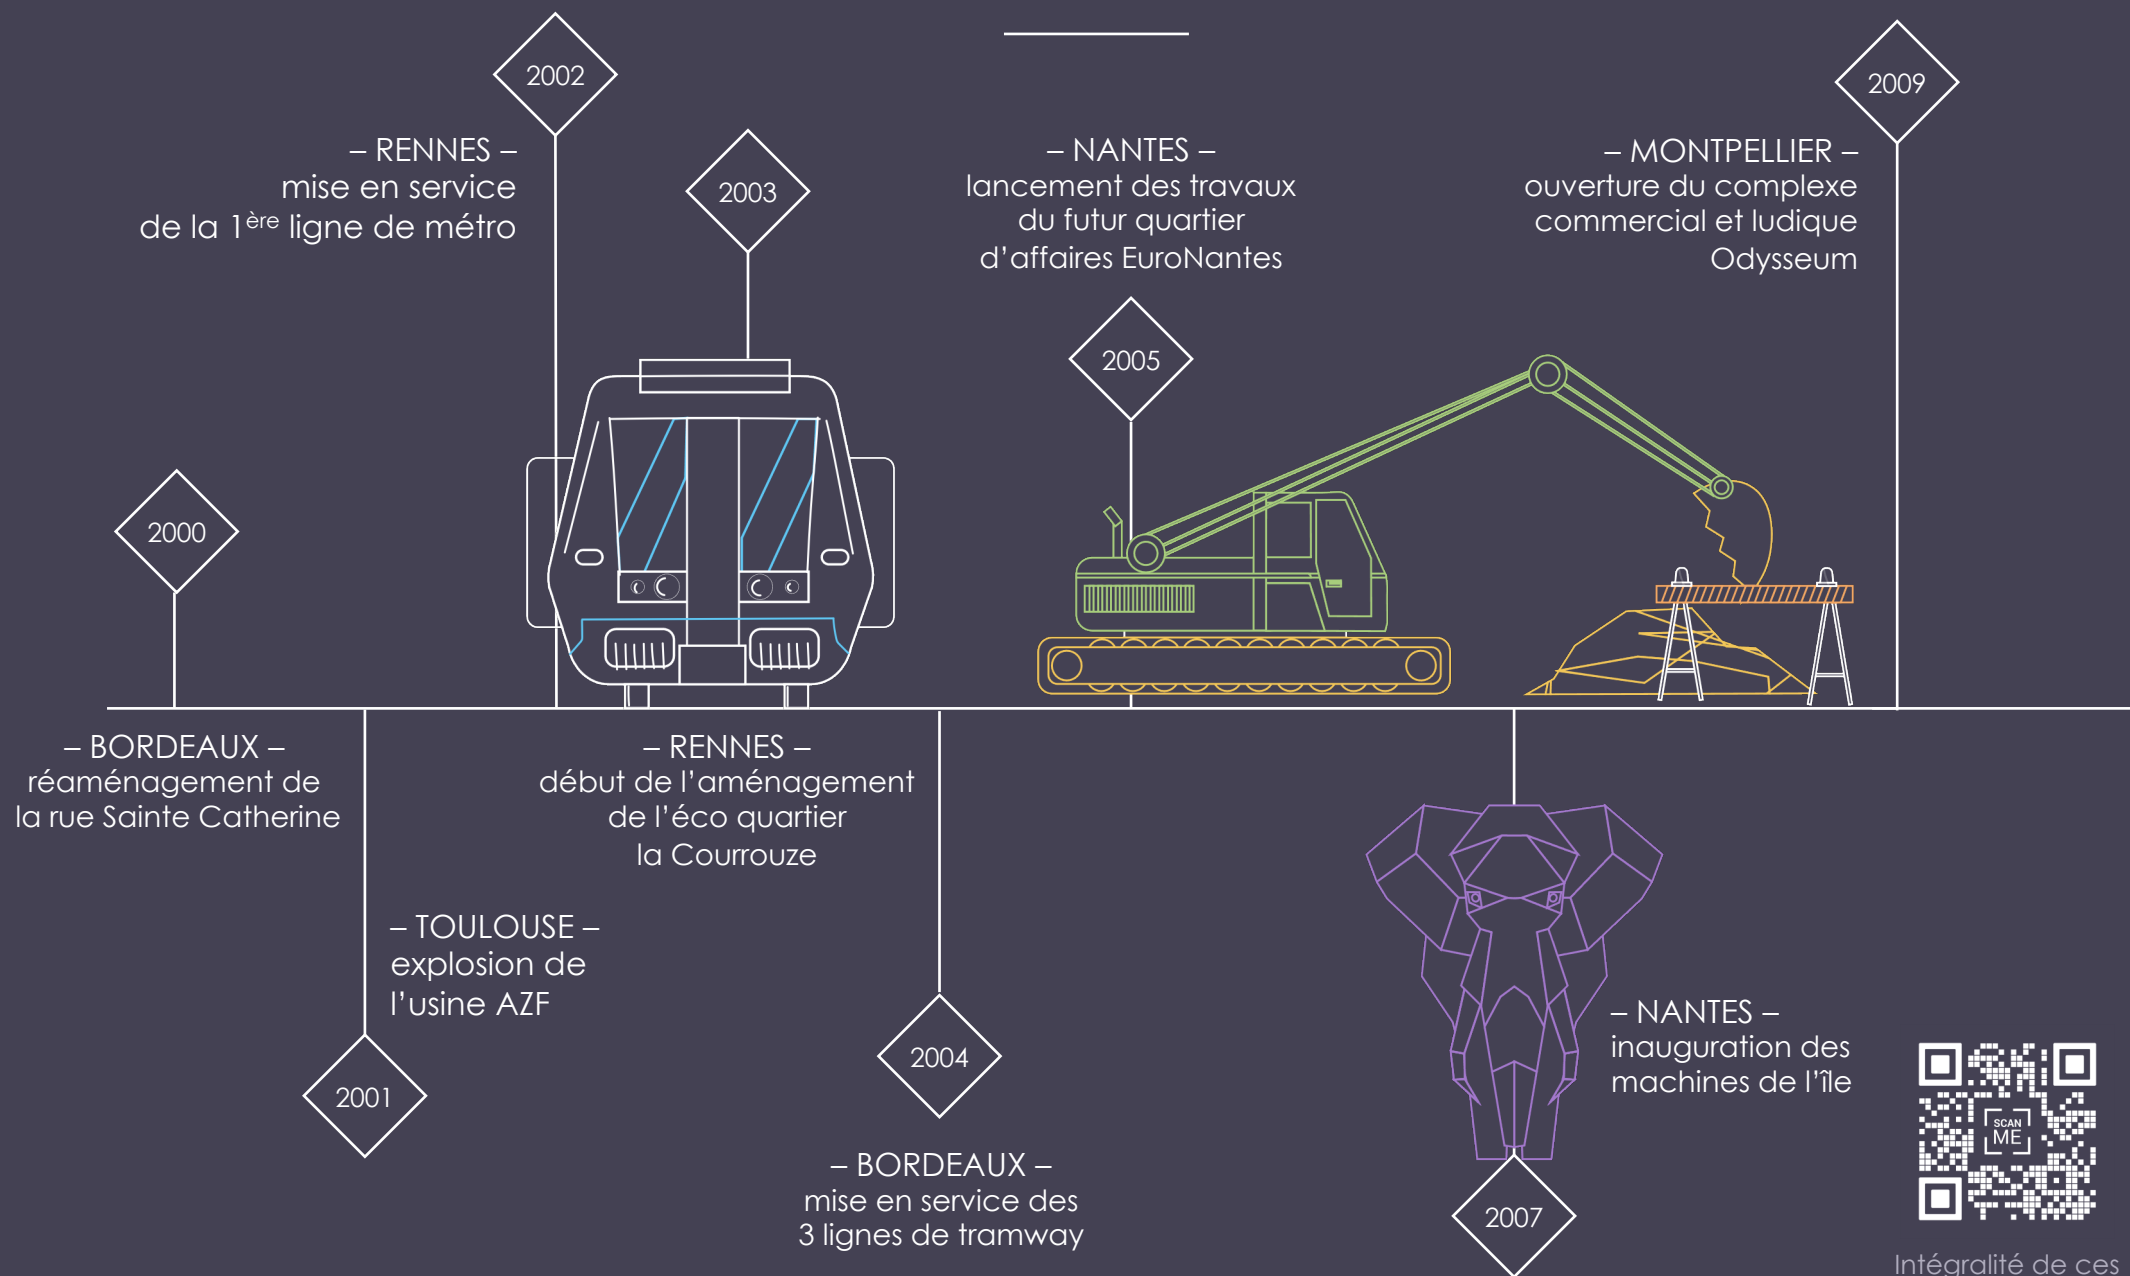 2000
– BORDEAUX –
réaménagement de
la rue Sainte Catherine
2001
– TOULOUSE –
explosion de
l’usine AZF
2002
– RENNES –
mise en service
de la 1ère ligne de métro
2003
– RENNES –
début de l’aménagement
de l’éco quartier
la Courrouze
2004
– BORDEAUX –
mise en service des
3 lignes de tramway
2005
– NANTES –
lancement des travaux
du futur quartier
d’affaires EuroNantes
2007
– NANTES –
inauguration des
machines de l’île
2009
– MONTPELLIER –
ouverture du complexe
commercial et ludique
Odysseum
SCAN
ME
Intégralité de ces